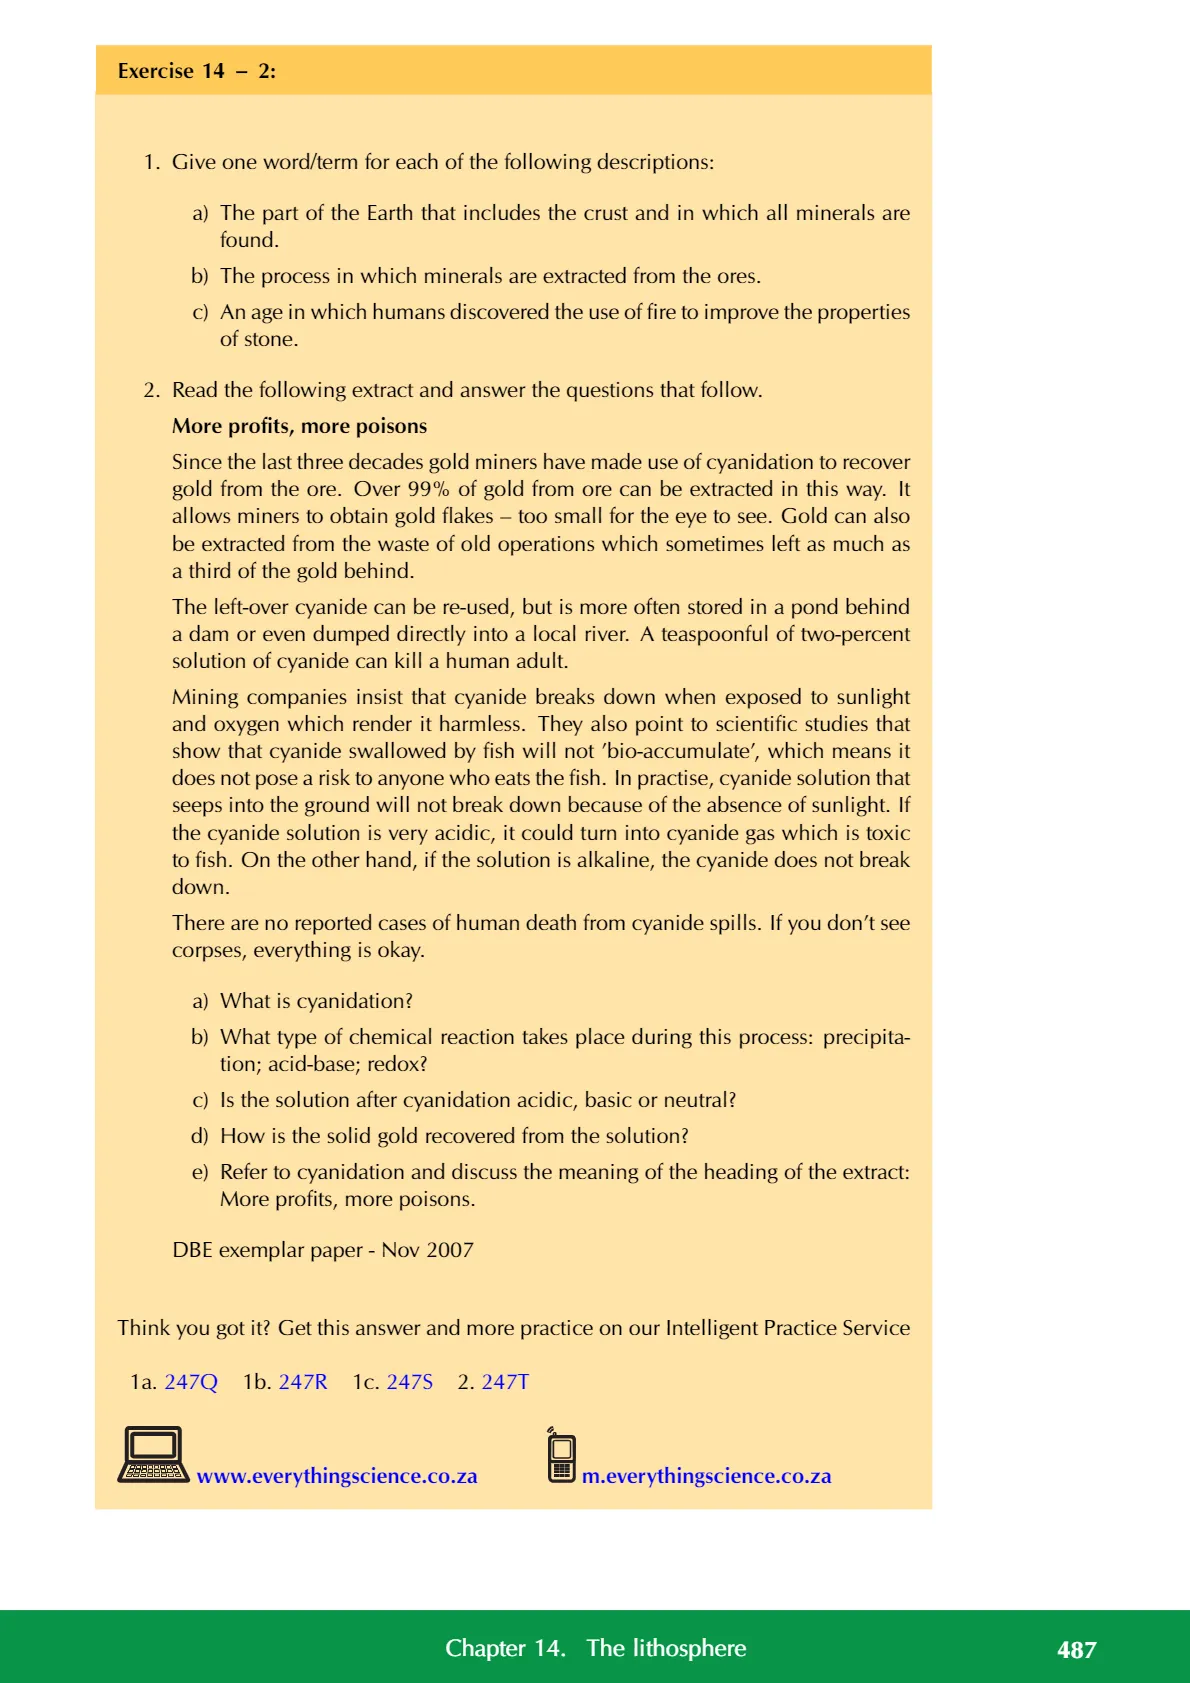 Exercise 14 – 2:
1. Give one word/term for each of the following descriptions:
a) The part of the Earth that includes the crust and in which all minerals are
found.
b) The process in which minerals are extracted from the ores.
c) An age in which humans discovered the use of fire to improve the properties
of stone.
2. Read the following extract and answer the questions that follow.
More profits, more poisons
Since the last three decades gold miners have made use of cyanidation to recover
gold from the ore. Over 99% of gold from ore can be extracted in this way. It
allows miners to obtain gold flakes – too small for the eye to see. Gold can also
be extracted from the waste of old operations which sometimes left as much as
a third of the gold behind.
The left-over cyanide can be re-used, but is more often stored in a pond behind
a dam or even dumped directly into a local river. A teaspoonful of two-percent
solution of cyanide can kill a human adult.
Mining companies insist that cyanide breaks down when exposed to sunlight
and oxygen which render it harmless. They also point to scientific studies that
show that cyanide swallowed by fish will not ’bio-accumulate’, which means it
does not pose a risk to anyone who eats the fish. In practise, cyanide solution that
seeps into the ground will not break down because of the absence of sunlight. If
the cyanide solution is very acidic, it could turn into cyanide gas which is toxic
to fish. On the other hand, if the solution is alkaline, the cyanide does not break
down.
There are no reported cases of human death from cyanide spills. If you don’t see
corpses, everything is okay.
a) What is cyanidation?
b) What type of chemical reaction takes place during this process: precipita-
tion; acid-base; redox?
c) Is the solution after cyanidation acidic, basic or neutral?
d) How is the solid gold recovered from the solution?
e) Refer to cyanidation and discuss the meaning of the heading of the extract:
More profits, more poisons.
DBE exemplar paper - Nov 2007
Think you got it? Get this answer and more practice on our Intelligent Practice Service
1a. 247Q 1b. 247R 1c. 247S 2. 247T
www.everythingscience.co.za m.everythingscience.co.za
Chapter 14. The lithosphere 487